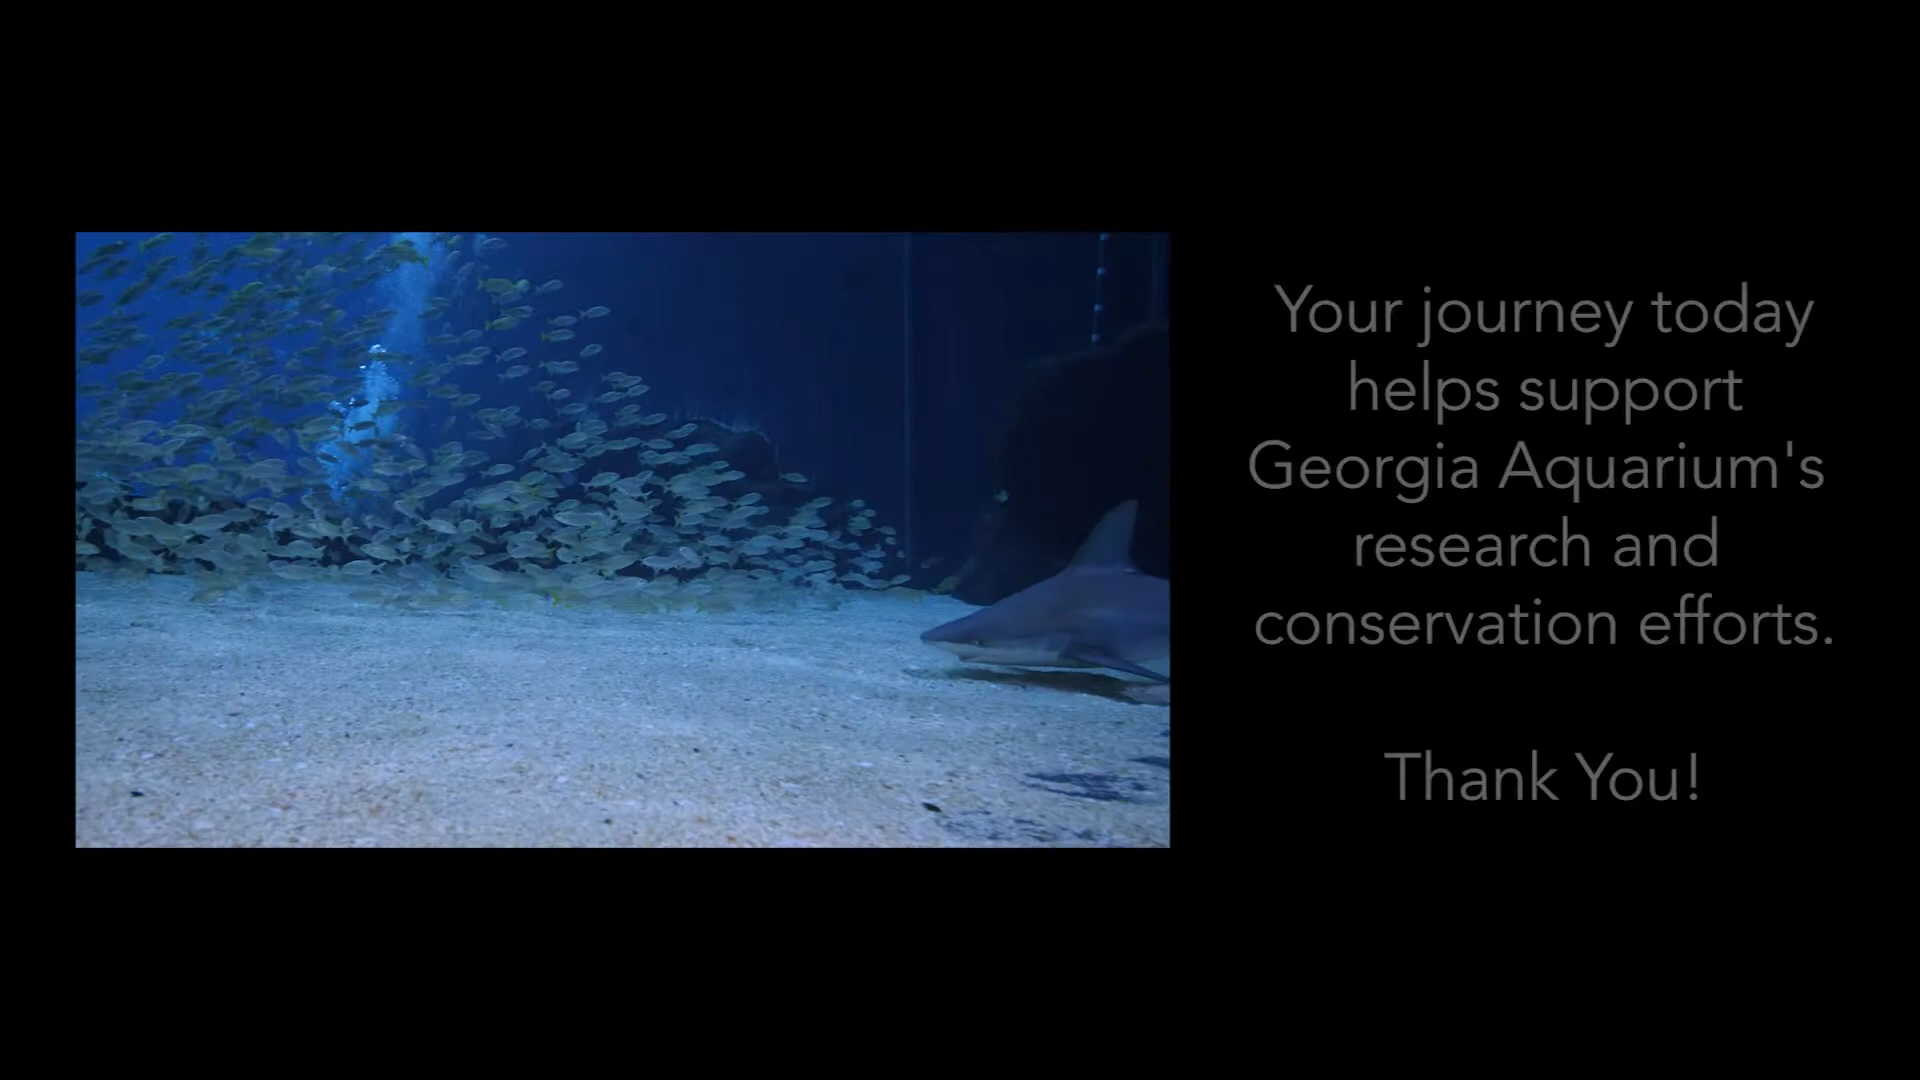 Your journey today
helps support
Georgia Aquarium's
research and
conservation efforts.
Thank You!